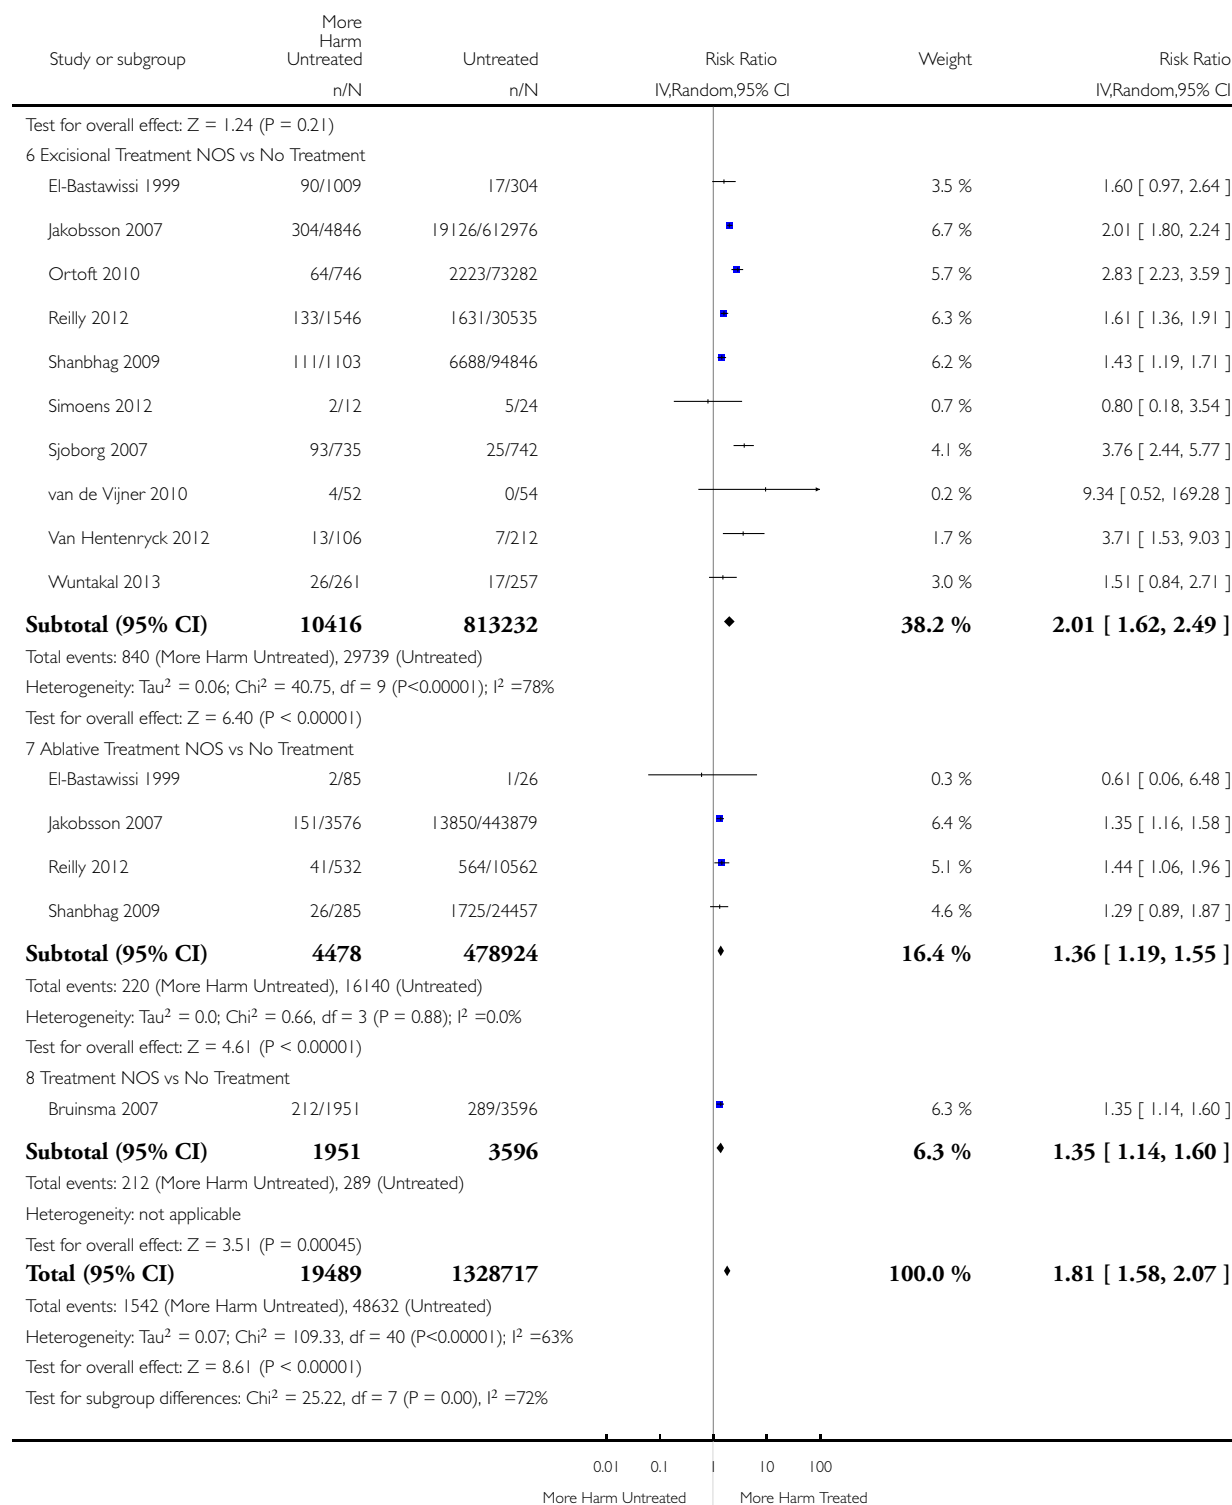 More
Harm
Study or subgroup Untreated Untreated Risk Ratio Weight Risk Ratio
n/N n/N IV,Random,95% CI IV,Random,95% CI
Test for overall effect: Z = 1.24 (P = 0.21)
6 Excisional Treatment NOS vs No Treatment
El-Bastawissi 1999 90/1009 17/304 3.5 % 1.60 [ 0.97, 2.64 ]
Jakobsson 2007 304/4846 19126/612976 6.7 % 2.01 [ 1.80, 2.24 ]
Ortoft 2010 64/746 2223/73282 5.7 % 2.83 [ 2.23, 3.59 ]
Reilly 2012 133/1546 1631/30535 6.3 % 1.61 [ 1.36, 1.91 ]
Shanbhag 2009 111/1103 6688/94846 6.2 % 1.43 [ 1.19, 1.71 ]
Simoens 2012 2/12 5/24 0.7 % 0.80 [ 0.18, 3.54 ]
Sjoborg 2007 93/735 25/742 4.1 % 3.76 [ 2.44, 5.77 ]
van de Vijner 2010 4/52 0/54 0.2 % 9.34 [ 0.52, 169.28 ]
Van Hentenryck 2012 13/106 7/212 1.7 % 3.71 [ 1.53, 9.03 ]
Wuntakal 2013 26/261 17/257 3.0 % 1.51 [ 0.84, 2.71 ]
Subtotal (95% CI) 10416 813232 38.2 % 2.01 [ 1.62, 2.49 ]
Total events: 840 (More Harm Untreated), 29739 (Untreated)
Heterogeneity: Tau² = 0.06; Chi² = 40.75, df = 9 (P<0.00001); I² =78%
Test for overall effect: Z = 6.40 (P < 0.00001)
7 Ablative Treatment NOS vs No Treatment
El-Bastawissi 1999 2/85 1/26 0.3 % 0.61 [ 0.06, 6.48 ]
Jakobsson 2007 151/3576 13850/443879 6.4 % 1.35 [ 1.16, 1.58 ]
Reilly 2012 41/532 564/10562 5.1 % 1.44 [ 1.06, 1.96 ]
Shanbhag 2009 26/285 1725/24457 4.6 % 1.29 [ 0.89, 1.87 ]
Subtotal (95% CI) 4478 478924 16.4 % 1.36 [ 1.19, 1.55 ]
Total events: 220 (More Harm Untreated), 16140 (Untreated)
Heterogeneity: Tau² = 0.0; Chi² = 0.66, df = 3 (P = 0.88); I² =0.0%
Test for overall effect: Z = 4.61 (P < 0.00001)
8 Treatment NOS vs No Treatment
Bruinsma 2007 212/1951 289/3596 6.3 % 1.35 [ 1.14, 1.60 ]
Subtotal (95% CI) 1951 3596 6.3 % 1.35 [ 1.14, 1.60 ]
Total events: 212 (More Harm Untreated), 289 (Untreated)
Heterogeneity: not applicable
Test for overall effect: Z = 3.51 (P = 0.00045)
Total (95% CI) 19489 1328717 100.0 % 1.81 [ 1.58, 2.07 ]
Total events: 1542 (More Harm Untreated), 48632 (Untreated)
Heterogeneity: Tau² = 0.07; Chi² = 109.33, df = 40 (P<0.00001); I² =63%
Test for overall effect: Z = 8.61 (P < 0.00001)
Test for subgroup differences: Chi² = 25.22, df = 7 (P = 0.00), I² =72%
0.01 0.1 1 10 100
More Harm Untreated More Harm Treated